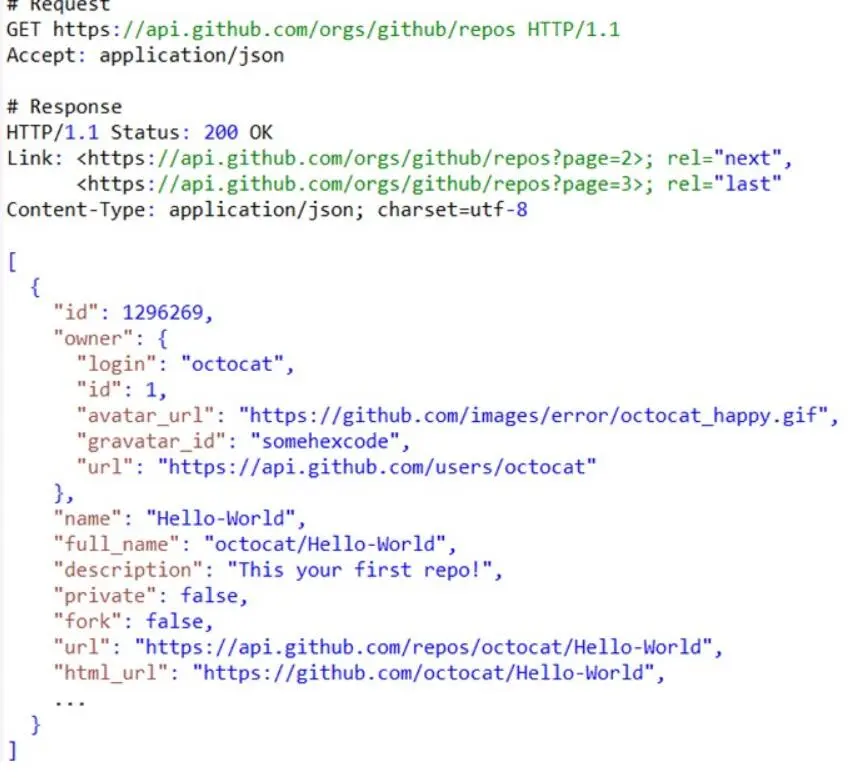 # Request
GET https://api.github.com/orgs/github/repos HTTP/1.1
Accept: application/json

# Response
HTTP/1.1 Status: 200 OK
Link: <https://api.github.com/orgs/github/repos?page=2>; rel="next",
      <https://api.github.com/orgs/github/repos?page=3>; rel="last"
Content-Type: application/json; charset=utf-8

[
  {
    "id": 1296269,
    "owner": {
      "login": "octocat",
      "id": 1,
      "avatar_url": "https://github.com/images/error/octocat_happy.gif",
      "gravatar_id": "somehexcode",
      "url": "https://api.github.com/users/octocat"
    },
    "name": "Hello-World",
    "full_name": "octocat/Hello-World",
    "description": "This your first repo!",
    "private": false,
    "fork": false,
    "url": "https://api.github.com/repos/octocat/Hello-World",
    "html_url": "https://github.com/octocat/Hello-World",
    ...
  }
]